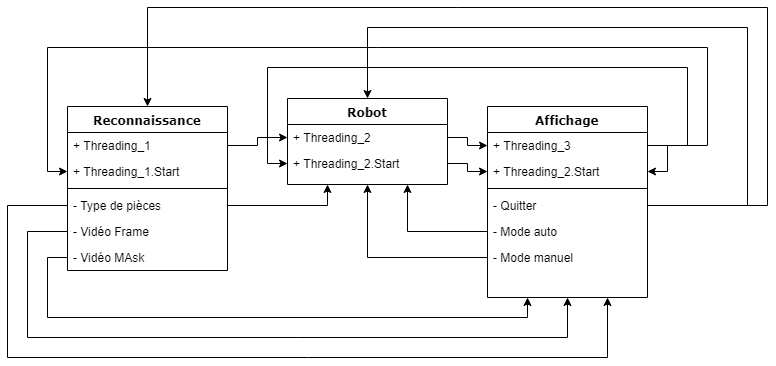 Reconnaissance
+ Threading_1
+ Threading_1.Start
- Type de pièces
- Vidéo Frame
- Vidéo MAsk
Robot
+ Threading_2
+ Threading_2.Start
Affichage
+ Threading_3
+ Threading_2.Start
- Quitter
- Mode auto
- Mode manuel